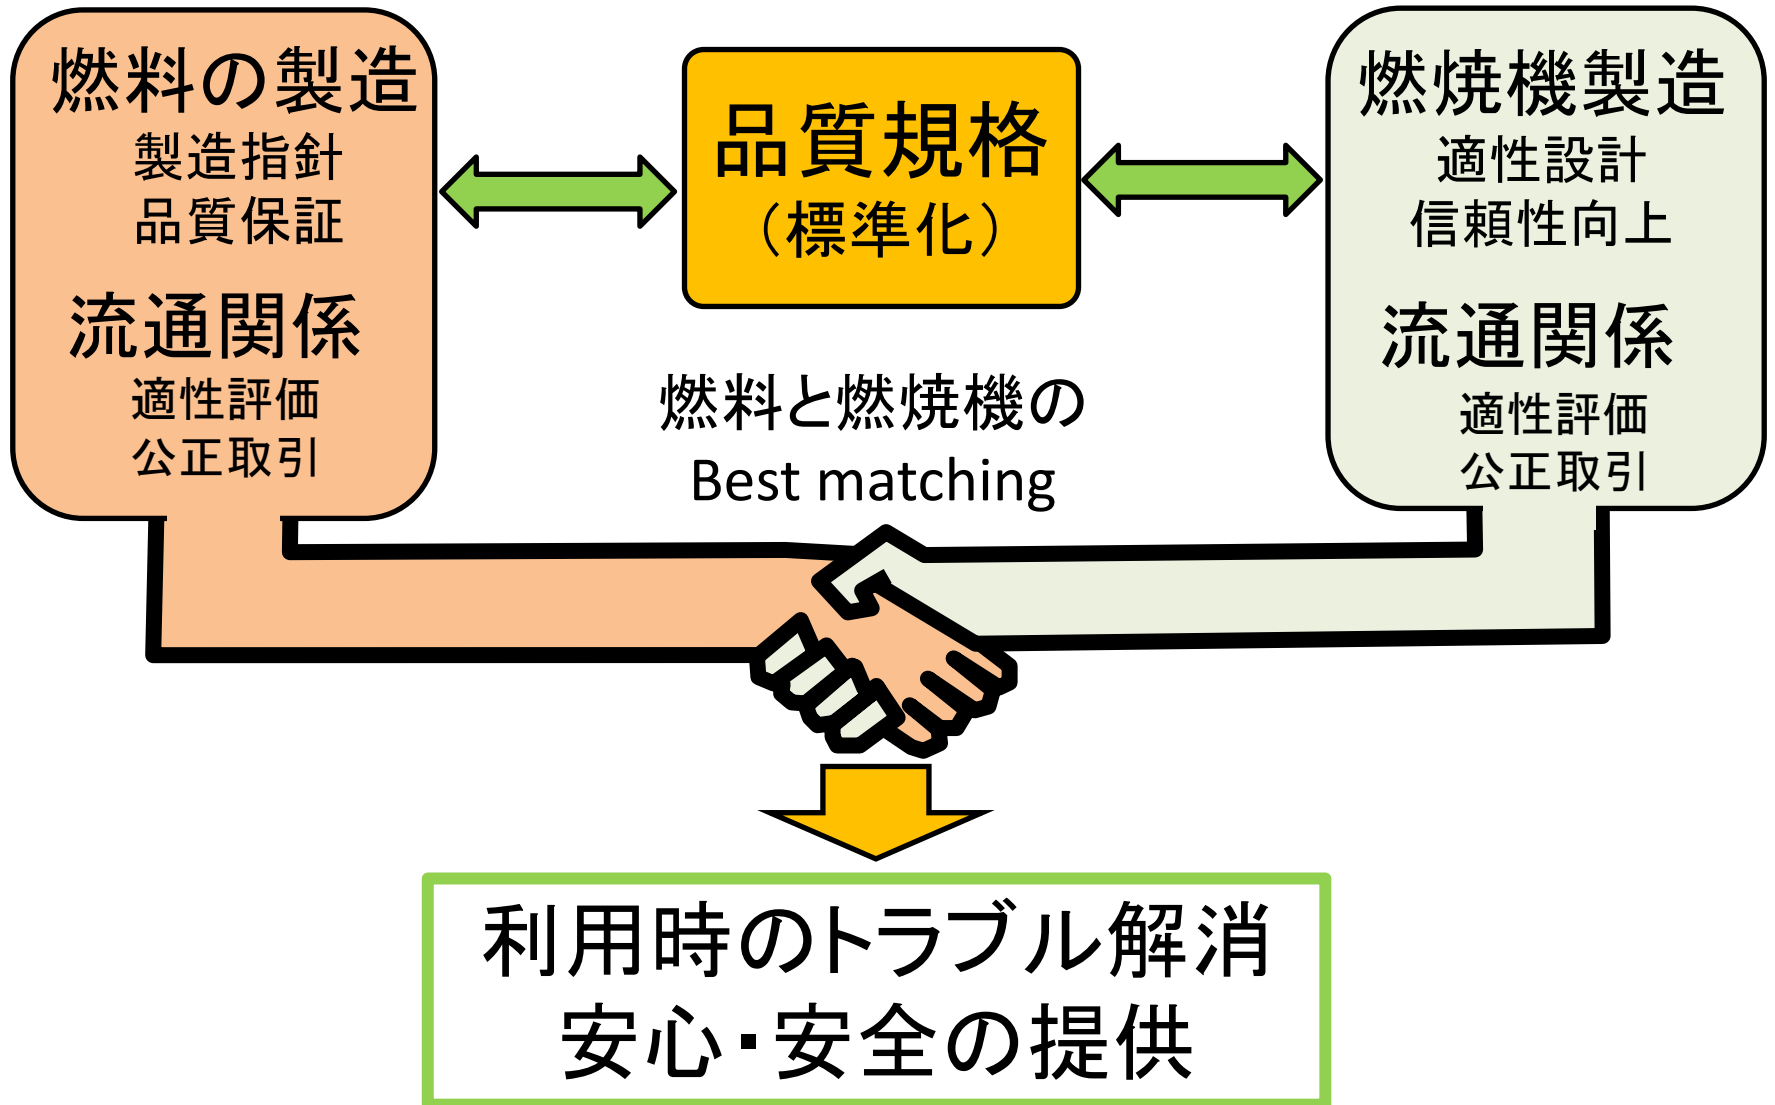 燃料の製造
製造指針
品質保証
流通関係
適性評価
公正取引
品質規格
（標準化）
燃料と燃焼機の
Best matching
燃焼機製造
適性設計
信頼性向上
流通関係
適性評価
公正取引
利用時のトラブル解消
安心・安全の提供